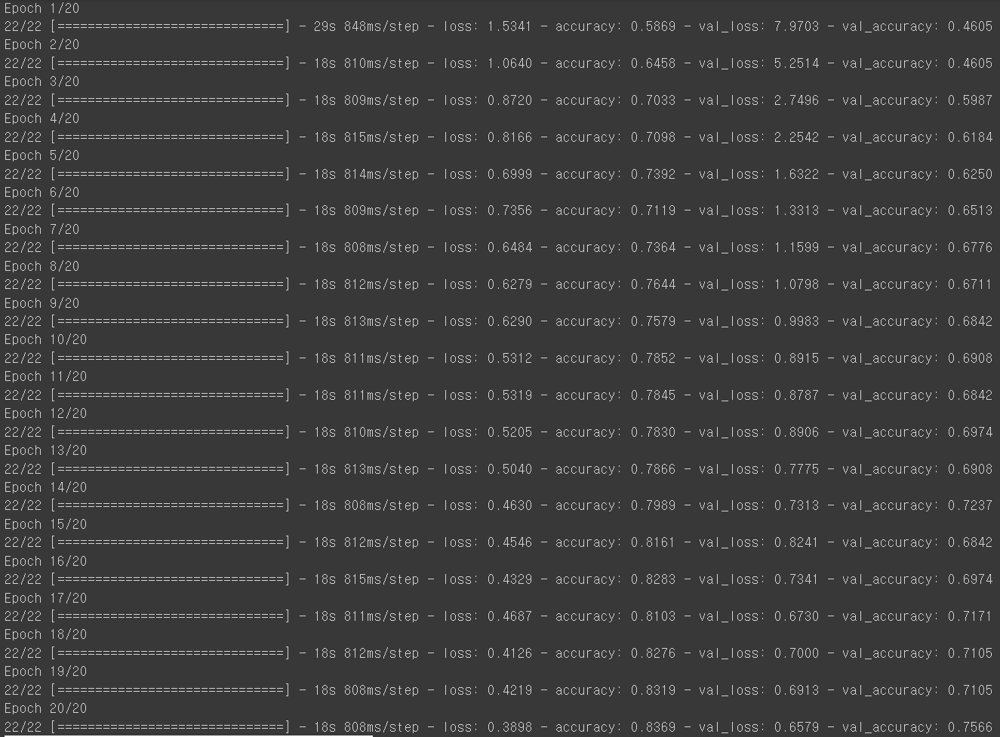 Epoch 1/20
22/22 [==============================] - 29s 848ms/step - loss: 1.5341 - accuracy: 0.5869 - val_loss: 7.9703 - val_accuracy: 0.4605
Epoch 2/20
22/22 [==============================] - 18s 810ms/step - loss: 1.0640 - accuracy: 0.6458 - val_loss: 5.2514 - val_accuracy: 0.4605
Epoch 3/20
22/22 [==============================] - 18s 809ms/step - loss: 0.8720 - accuracy: 0.7033 - val_loss: 2.7496 - val_accuracy: 0.5987
Epoch 4/20
22/22 [==============================] - 18s 815ms/step - loss: 0.8166 - accuracy: 0.7098 - val_loss: 2.2542 - val_accuracy: 0.6184
Epoch 5/20
22/22 [==============================] - 18s 814ms/step - loss: 0.6999 - accuracy: 0.7392 - val_loss: 1.6322 - val_accuracy: 0.6250
Epoch 6/20
22/22 [==============================] - 18s 809ms/step - loss: 0.7356 - accuracy: 0.7119 - val_loss: 1.3313 - val_accuracy: 0.6513
Epoch 7/20
22/22 [==============================] - 18s 808ms/step - loss: 0.6484 - accuracy: 0.7364 - val_loss: 1.1599 - val_accuracy: 0.6776
Epoch 8/20
22/22 [==============================] - 18s 812ms/step - loss: 0.6279 - accuracy: 0.7644 - val_loss: 1.0798 - val_accuracy: 0.6711
Epoch 9/20
22/22 [==============================] - 18s 813ms/step - loss: 0.6290 - accuracy: 0.7579 - val_loss: 0.9983 - val_accuracy: 0.6842
Epoch 10/20
22/22 [==============================] - 18s 811ms/step - loss: 0.5312 - accuracy: 0.7852 - val_loss: 0.8915 - val_accuracy: 0.6908
Epoch 11/20
22/22 [==============================] - 18s 811ms/step - loss: 0.5319 - accuracy: 0.7845 - val_loss: 0.8787 - val_accuracy: 0.6842
Epoch 12/20
22/22 [==============================] - 18s 810ms/step - loss: 0.5205 - accuracy: 0.7830 - val_loss: 0.8906 - val_accuracy: 0.6974
Epoch 13/20
22/22 [==============================] - 18s 813ms/step - loss: 0.5040 - accuracy: 0.7866 - val_loss: 0.7775 - val_accuracy: 0.6908
Epoch 14/20
22/22 [==============================] - 18s 808ms/step - loss: 0.4630 - accuracy: 0.7989 - val_loss: 0.7313 - val_accuracy: 0.7237
Epoch 15/20
22/22 [==============================] - 18s 812ms/step - loss: 0.4546 - accuracy: 0.8161 - val_loss: 0.8241 - val_accuracy: 0.6842
Epoch 16/20
22/22 [==============================] - 18s 815ms/step - loss: 0.4329 - accuracy: 0.8283 - val_loss: 0.7341 - val_accuracy: 0.6974
Epoch 17/20
22/22 [==============================] - 18s 811ms/step - loss: 0.4687 - accuracy: 0.8103 - val_loss: 0.6730 - val_accuracy: 0.7171
Epoch 18/20
22/22 [==============================] - 18s 812ms/step - loss: 0.4126 - accuracy: 0.8276 - val_loss: 0.7000 - val_accuracy: 0.7105
Epoch 19/20
22/22 [==============================] - 18s 808ms/step - loss: 0.4219 - accuracy: 0.8319 - val_loss: 0.6913 - val_accuracy: 0.7105
Epoch 20/20
22/22 [==============================] - 18s 808ms/step - loss: 0.3898 - accuracy: 0.8369 - val_loss: 0.6579 - val_accuracy: 0.7566